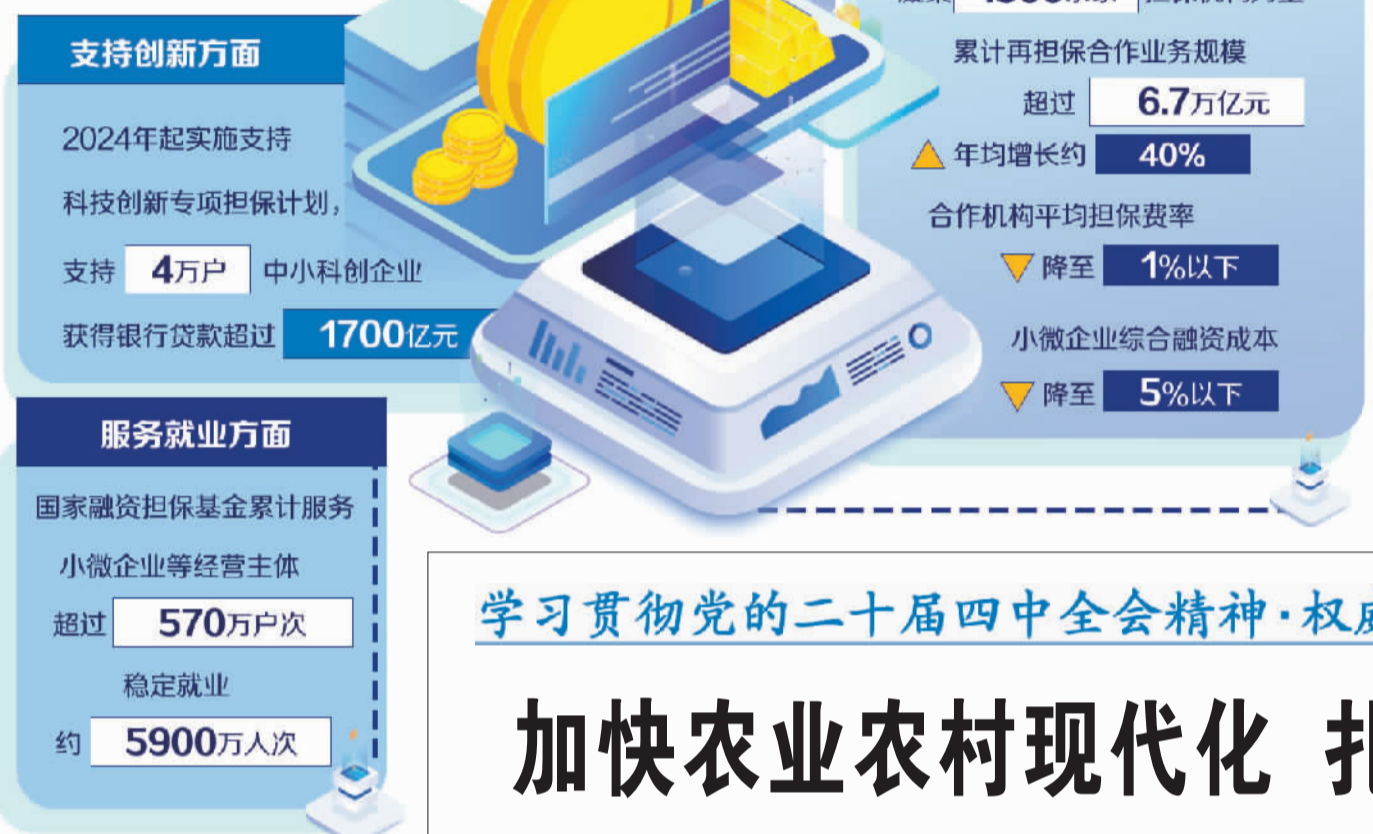 支持创新方面
2024年起实施支持
科技创新专项担保计划，
支持 4万户 中小科创企业
获得银行贷款超过 1700亿元
累计再担保合作业务规模
超过 6.7万亿元
年均增长约 40%
合作机构平均担保费率
降至 1%以下
小微企业综合融资成本
降至 5%以下
服务就业方面
国家融资担保基金累计服务
小微企业等经营主体
超过 570万户次
稳定就业
约 5900万人次
学习贯彻党的二十届四中全会精神·权
加快农业农村现代化